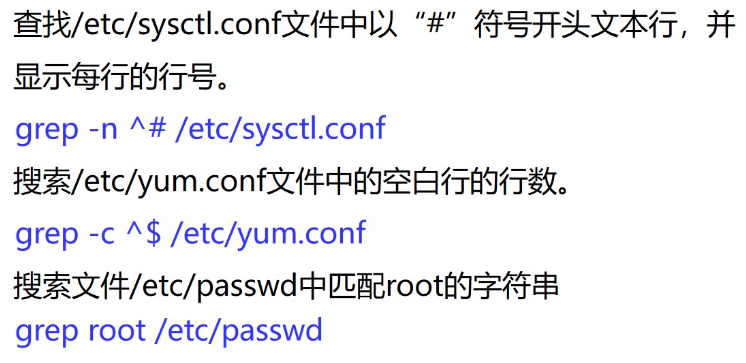 查找/etc/sysctl.conf文件中以“#”符号开头文本行，并
显示每行的行号。
grep -n ^# /etc/sysctl.conf
搜索/etc/yum.conf文件中的空白行的行数。
grep -c ^$ /etc/yum.conf
搜索文件/etc/passwd中匹配root的字符串
grep root /etc/passwd